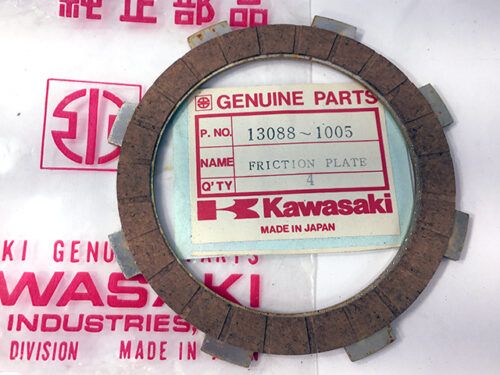 純正部品
GENUINE PARTS
P. NO. 13088~1005
NAME FRICTION PLATE
Q'TY 4
Kawasaki
MADE IN JAPAN
KI GENU PARTS
WASAKI
INDUSTRIES,
DIVISION MADE IN